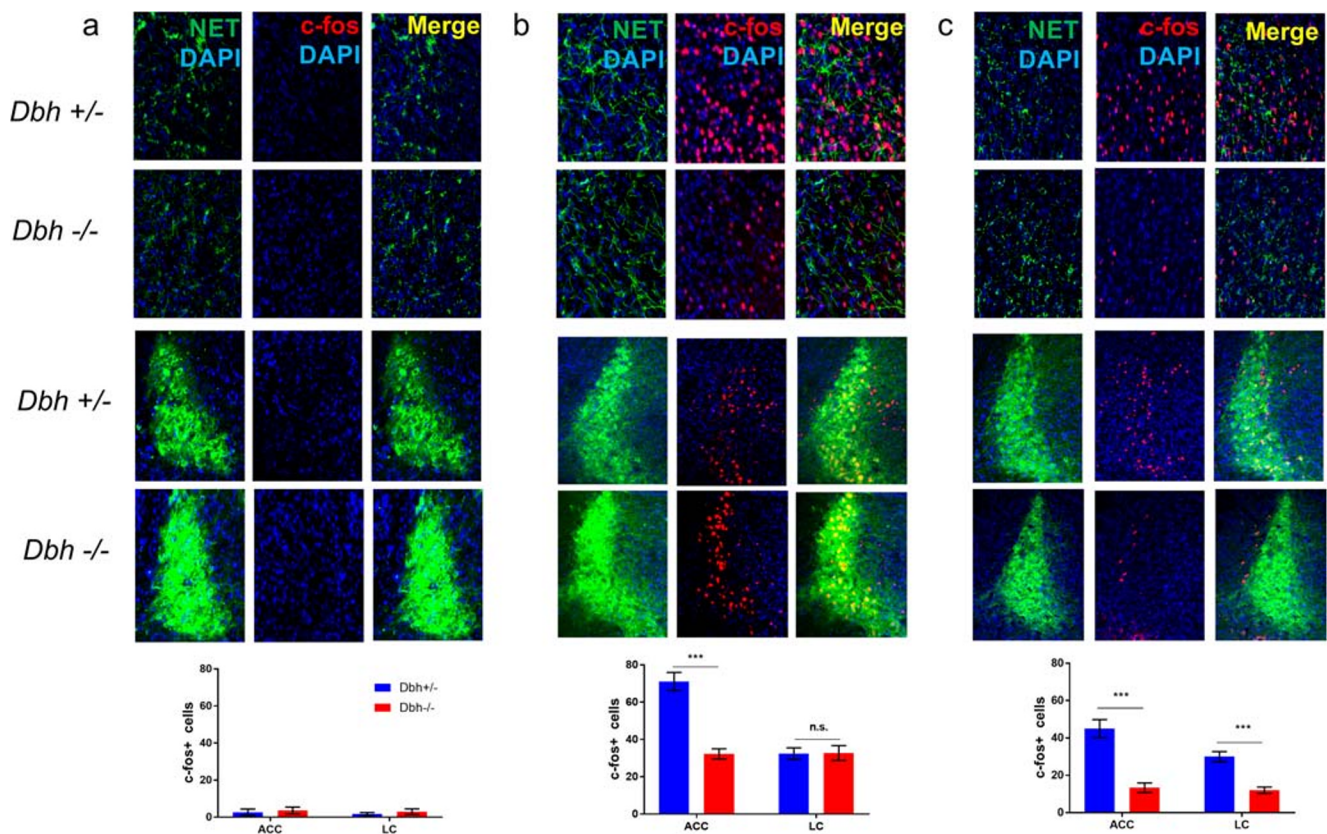 a
NET
DAPI
c-fos
DAPI
Merge
b
NET
DAPI
c-fos
DAPI
Merge
c
NET
DAPI
c-fos
DAPI
Merge
Dbh +/-
Dbh -/-
Dbh +/-
Dbh -/-
80
60
40
20
0
c-fos+ cells
Dbh+/-
Dbh-/-
ACC
LC
80
60
40
20
0
c-fos+ cells
***
n.s.
ACC
LC
80
60
40
20
0
c-fos+ cells
***
***
ACC
LC